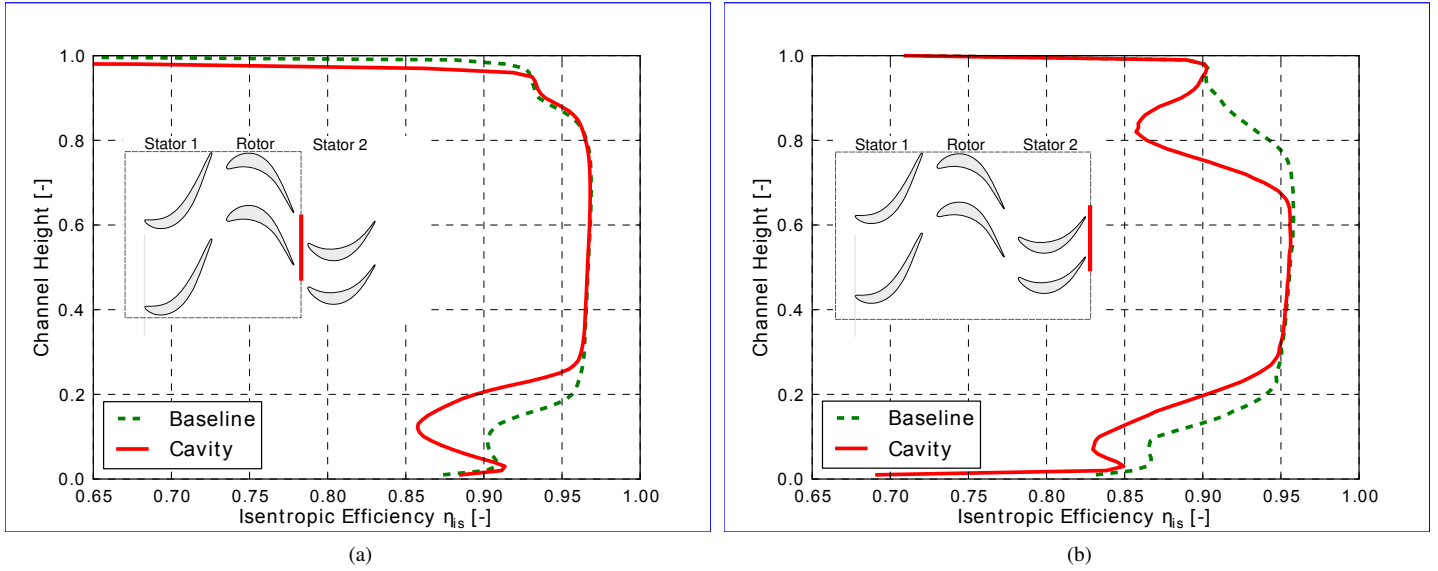 1.0
0.8
0.6
0.4
0.2
0.0
Channel Height [-]
Stator 1 Rotor Stator 2
Baseline
Cavity
0.65 0.70 0.75 0.80 0.85 0.90 0.95 1.00
Isentropic Efficiency ηis [-]
(a)
1.0
0.8
0.6
0.4
0.2
0.0
Channel Height [-]
Stator 1 Rotor Stator 2
Baseline
Cavity
0.65 0.70 0.75 0.80 0.85 0.90 0.95 1.00
Isentropic Efficiency ηis [-]
(b)